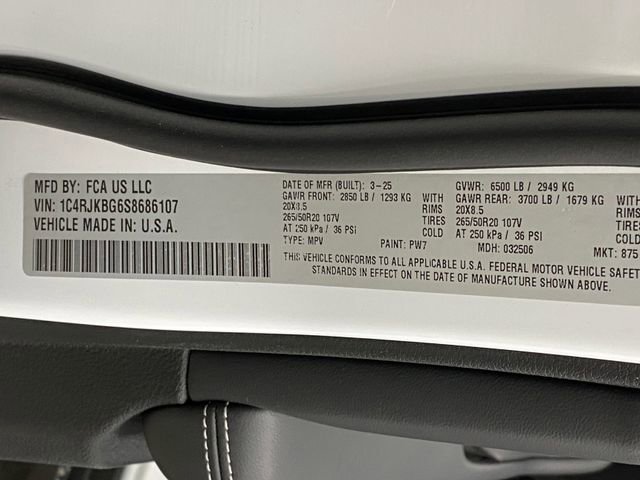 MFD BY: FCA US LLC
VIN: 1C4RJKBG6S8686107
VEHICLE MADE IN: U.S.A.
DATE OF MFR (BUILT): 3-25 GVWR: 6500 LB / 2949 KG
GAWR FRONT: 2850 LB / 1293 KG WITH GAWR REAR: 3700 LB / 1679 KG WITH
20X8.5 RIMS 20X8.5 RIMS
265/50R20 107V TIRES 265/50R20 107V TIRES
AT 250 kPa / 36 PSI COLD AT 250 kPa / 36 PSI COLD
TYPE: MPV PAINT: PW7 MDH: 032506 MKT: 875
THIS VEHICLE CONFORMS TO ALL APPLICABLE U.S.A. FEDERAL MOTOR VEHICLE SAFET
STANDARDS IN EFFECT ON THE DATE OF MANUFACTURE SHOWN ABOVE.